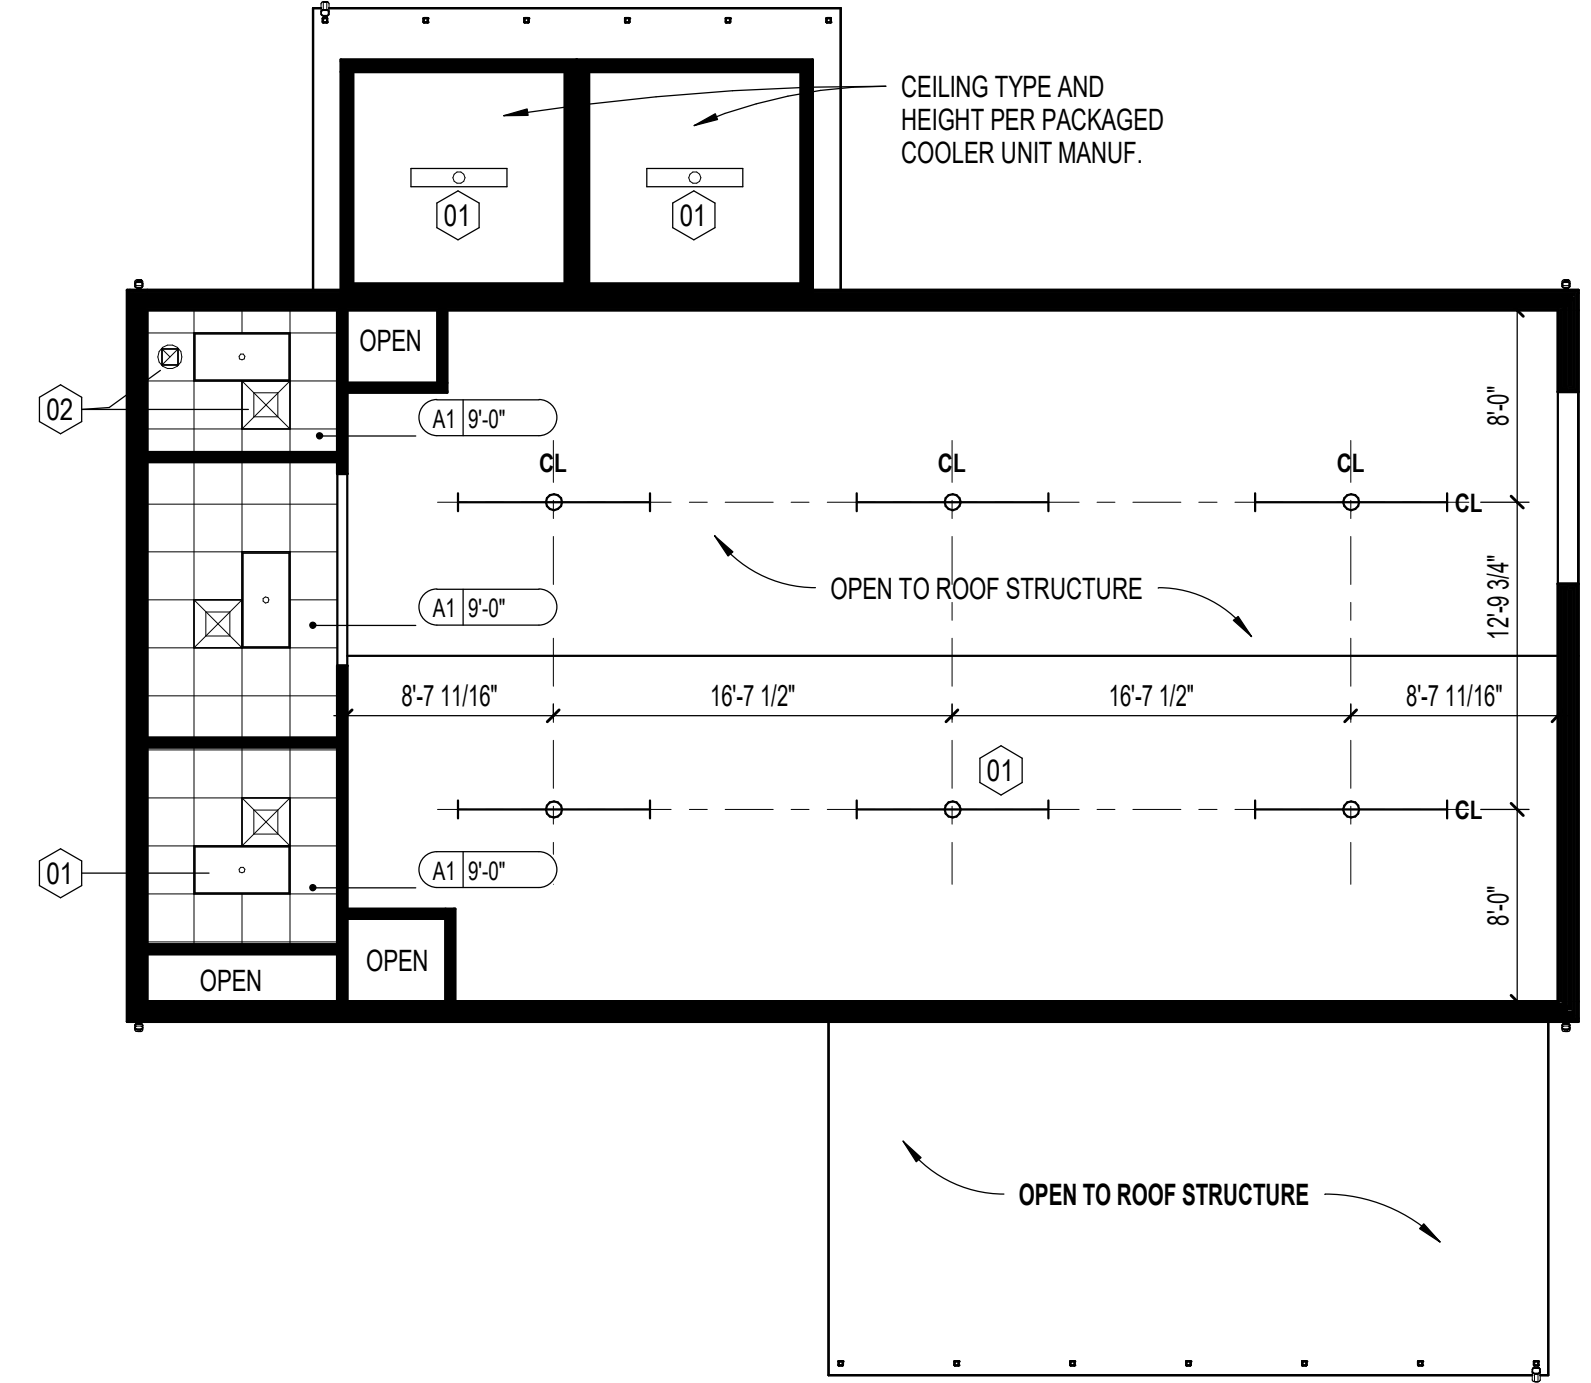 CEILING TYPE AND
HEIGHT PER PACKAGED
COOLER UNIT MANUF.
01
01
OPEN
02
A1 9'-0"
8'-0"
CL
CL
CL
CL
A1 9'-0"
OPEN TO ROOF STRUCTURE
12'-9 3/4"
8'-7 11/16"
16'-7 1/2"
16'-7 1/2"
8'-7 11/16"
01
CL
01
A1 9'-0"
8'-0"
OPEN
OPEN
OPEN TO ROOF STRUCTURE